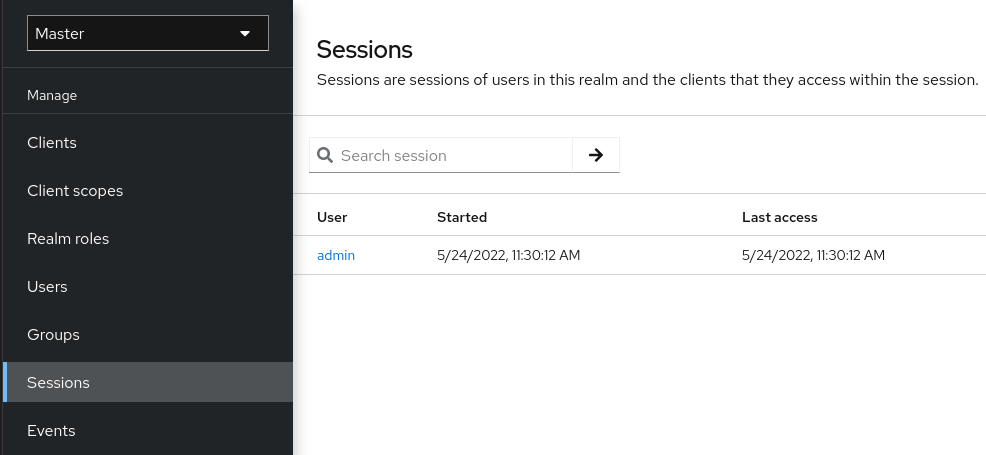 Master
Manage
Clients
Client scopes
Realm roles
Users
Groups
Sessions
Events
Sessions
Sessions are sessions of users in this realm and the clients that they access within the session.
Search session
User Started Last access
admin 5/24/2022, 11:30:12 AM 5/24/2022, 11:30:12 AM